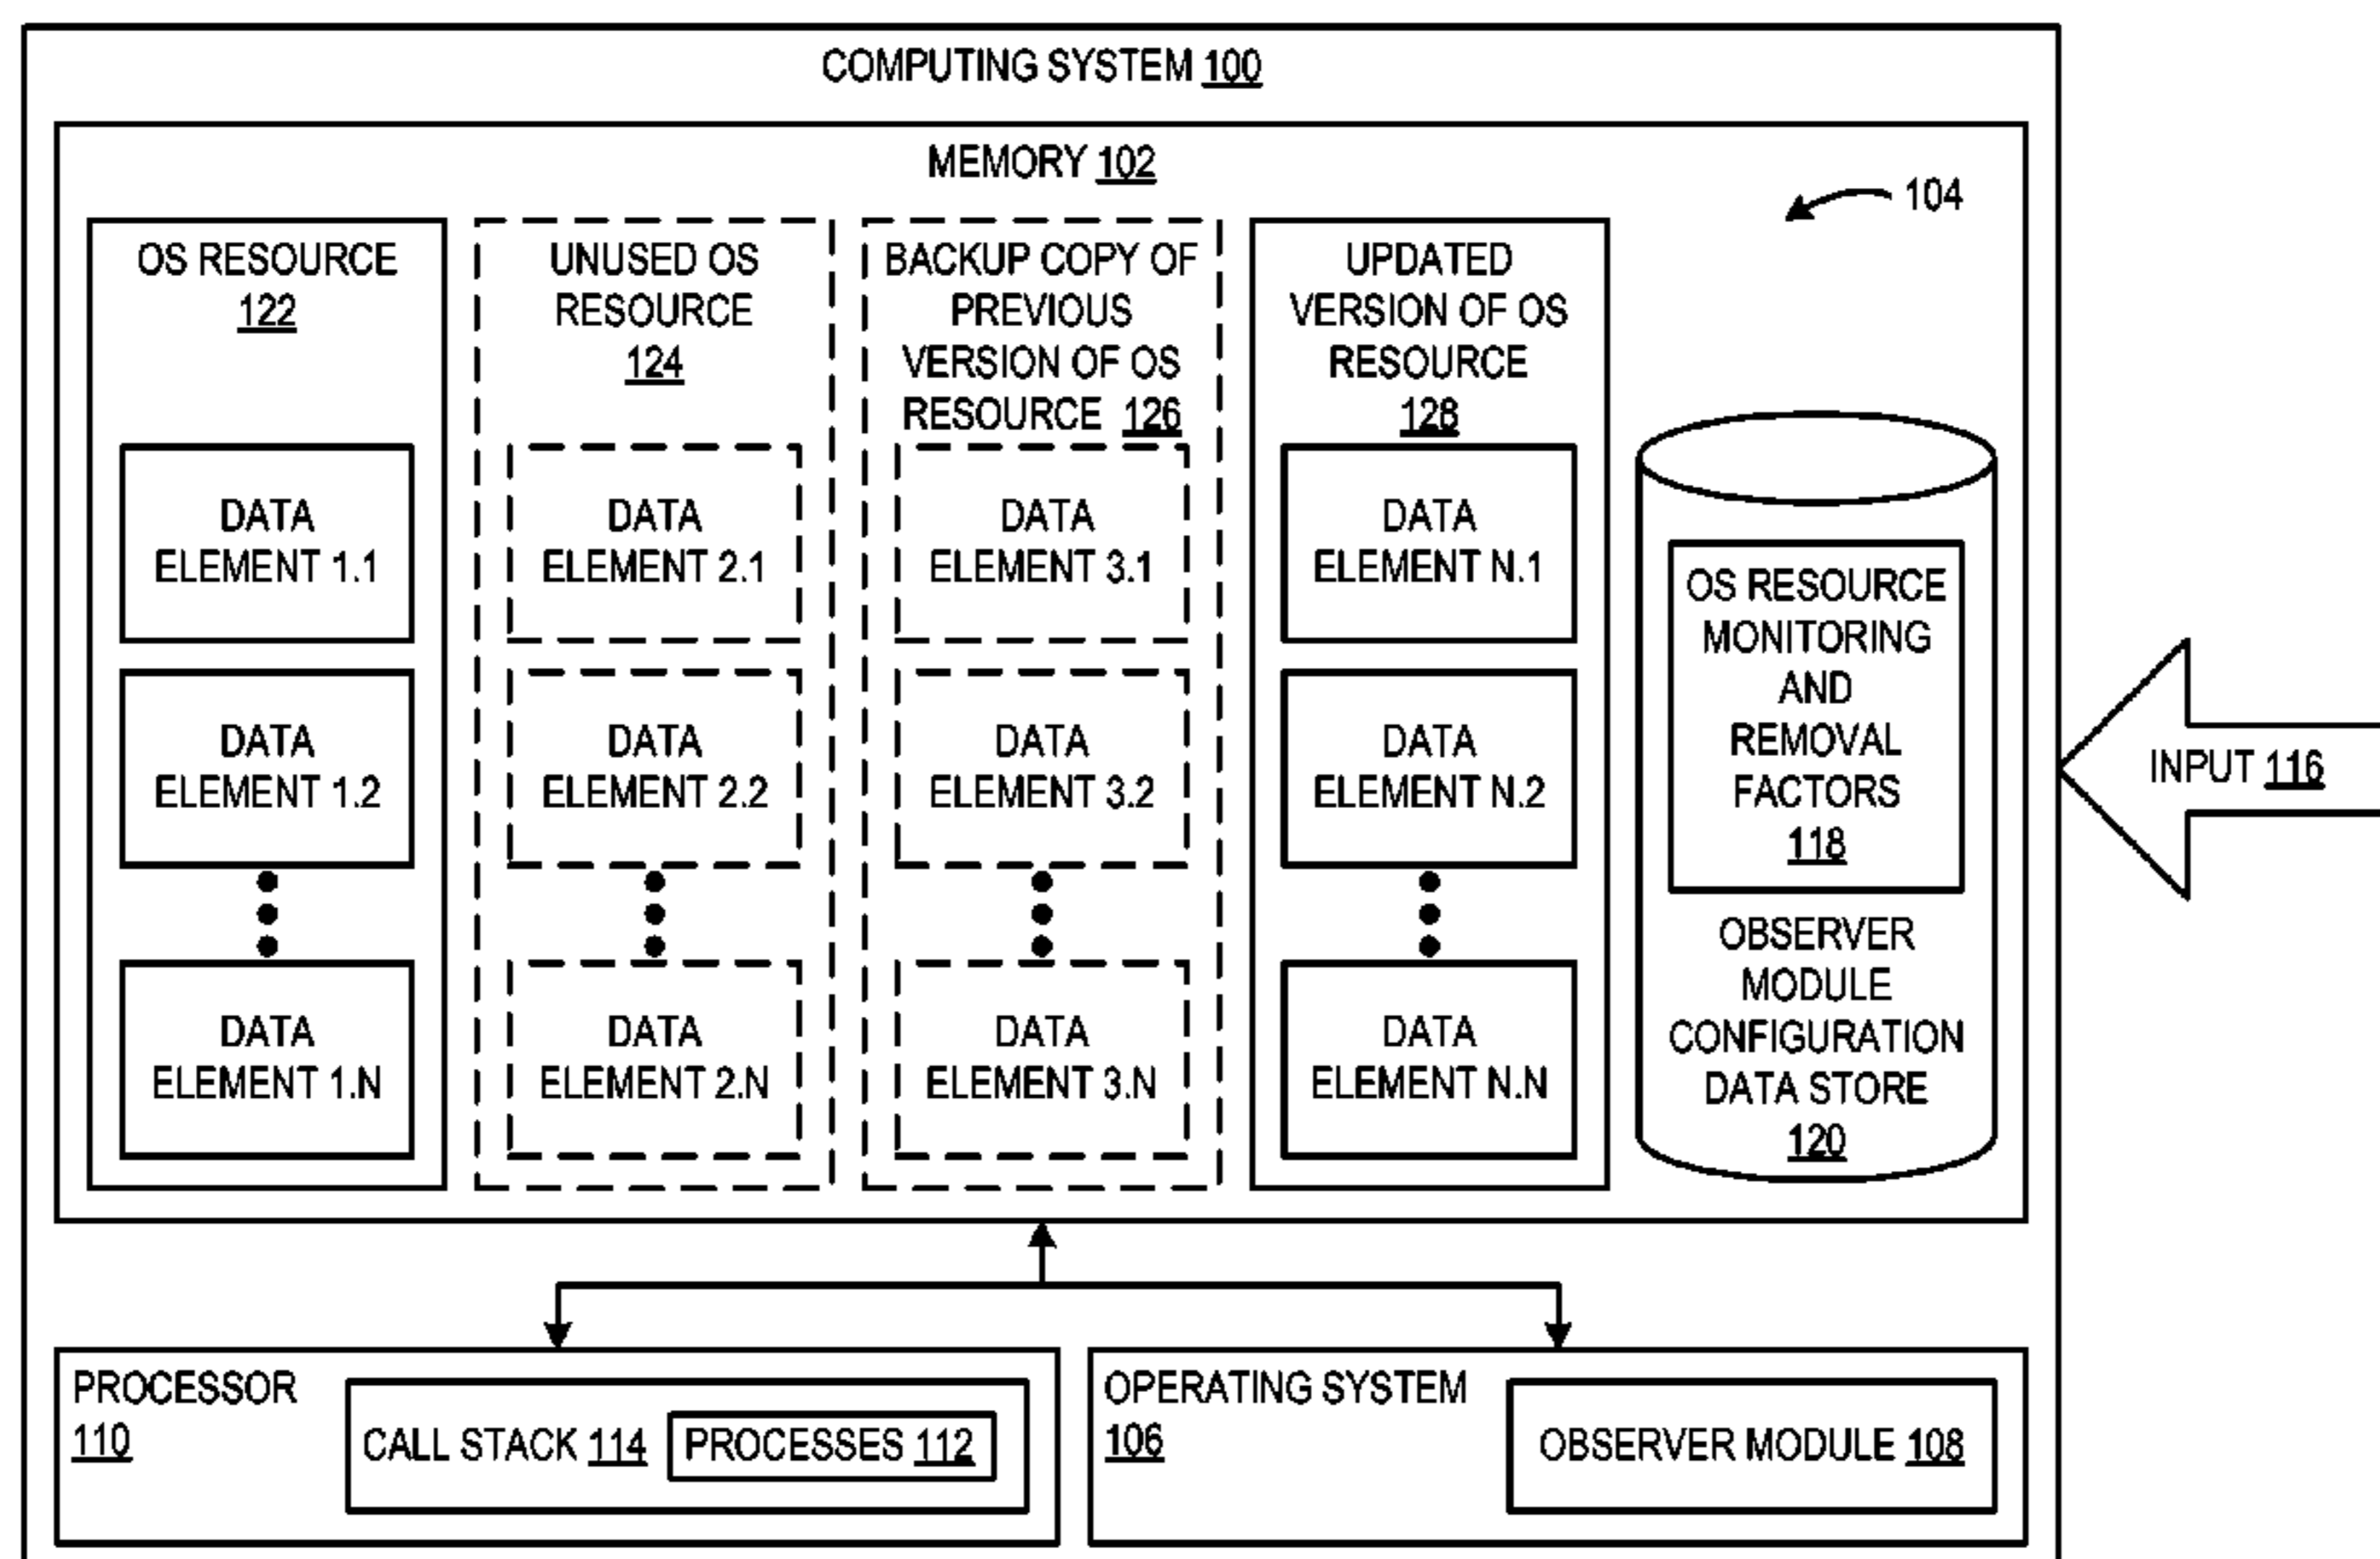 COMPUTING SYSTEM 100
MEMORY 102
104
OS RESOURCE
122
DATA
ELEMENT 1.1
DATA
ELEMENT 1.2
DATA
ELEMENT 1.N
UNUSED OS
RESOURCE
124
DATA
ELEMENT 2.1
DATA
ELEMENT 2.2
DATA
ELEMENT 2.N
BACKUP COPY OF
PREVIOUS
VERSION OF OS
RESOURCE 126
DATA
ELEMENT 3.1
DATA
ELEMENT 3.2
DATA
ELEMENT 3.N
UPDATED
VERSION OF OS
RESOURCE
128
DATA
ELEMENT N.1
DATA
ELEMENT N.2
DATA
ELEMENT N.N
OS RESOURCE
MONITORING
AND
REMOVAL
FACTORS
118
OBSERVER
MODULE
CONFIGURATION
DATA STORE
120
INPUT 116
PROCESSOR
110
CALL STACK 114
PROCESSES 112
OPERATING SYSTEM
106
OBSERVER MODULE 108